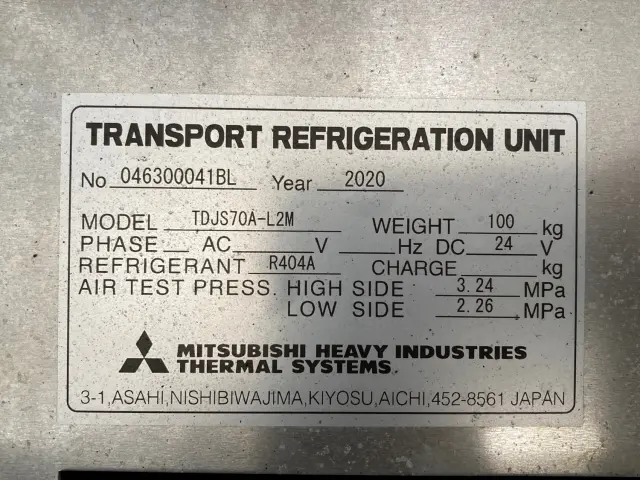 TRANSPORT REFRIGERATION UNIT
No 046300041BL Year 2020
MODEL TDJS70A-L2M WEIGHT 100 kg
PHASE AC V Hz DC 24 V
REFRIGERANT R404A CHARGE kg
AIR TEST PRESS. HIGH SIDE 3.24 MPa
LOW SIDE 2.26 MPa
MITSUBISHI HEAVY INDUSTRIES
THERMAL SYSTEMS
3-1,ASAHI,NISHIBIWAJIMA,KIYOSU,AICHI,452-8561 JAPAN